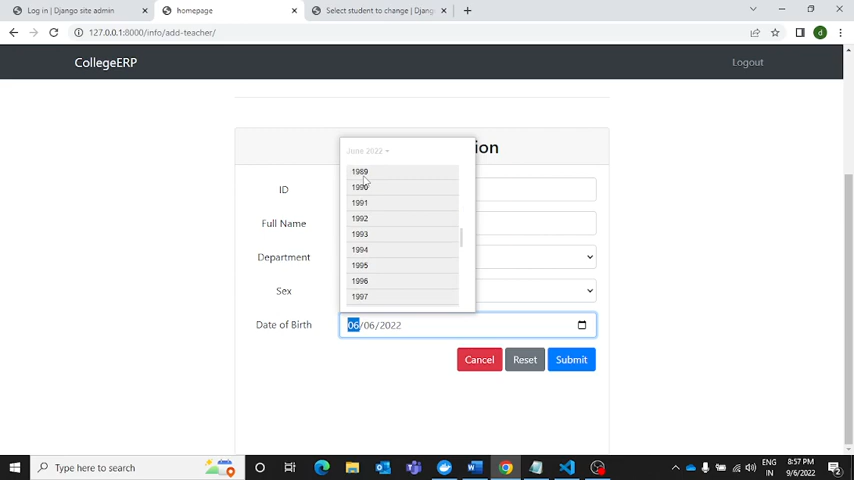 Log in | Django site admin
homepage
Select student to change | Djang
127.0.0.1:8000/info/add-teacher/
d
CollegeERP
Logout
ion
June 2022
1989
1990
1991
1992
1993
1994
1995
1996
1997
ID
Full Name
Department
Sex
Date of Birth
06/06/2022
Cancel
Reset
Submit
Type here to search
ENG
IN
8:57 PM
9/6/2022
2